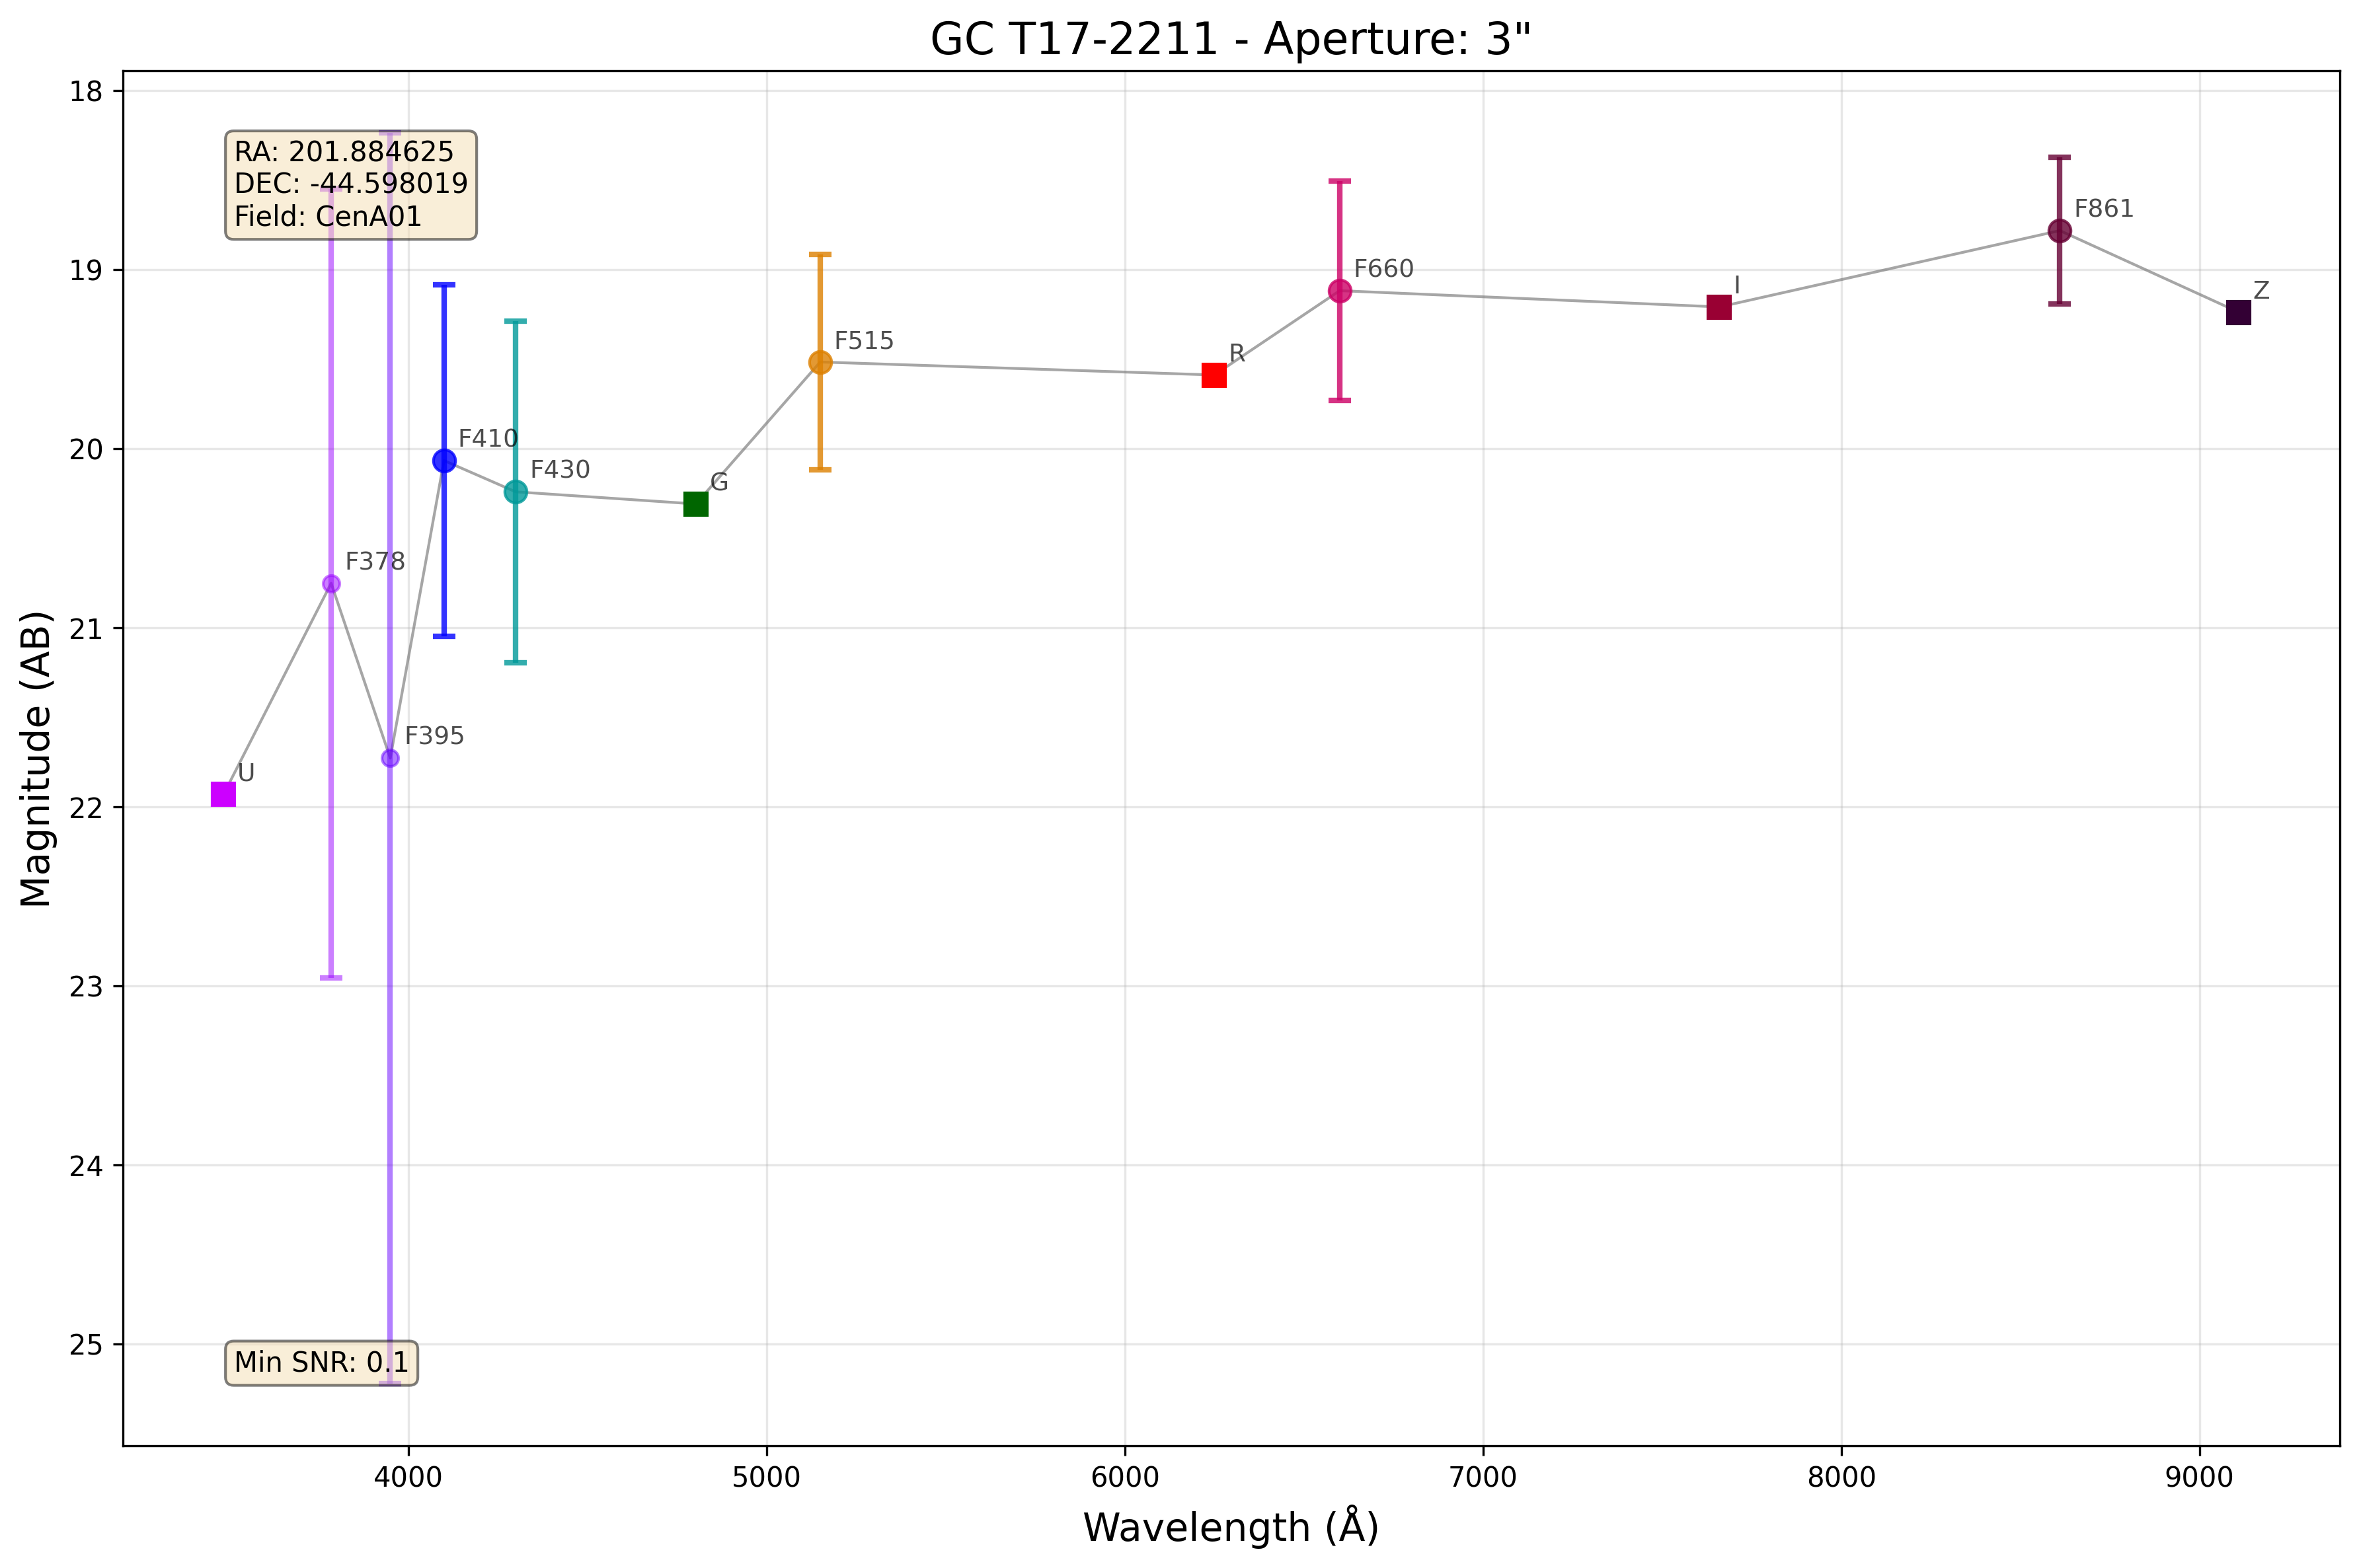 GC T17-2211 - Aperture: 3"
RA: 201.884625
DEC: -44.598019
Field: CenA01
18
19
20
21
22
23
24
25
Magnitude (AB)
U
F378
F395
F410
F430
G
F515
R
F660
I
F861
Z
Min SNR: 0.1
4000
5000
6000
7000
8000
9000
Wavelength (Å)